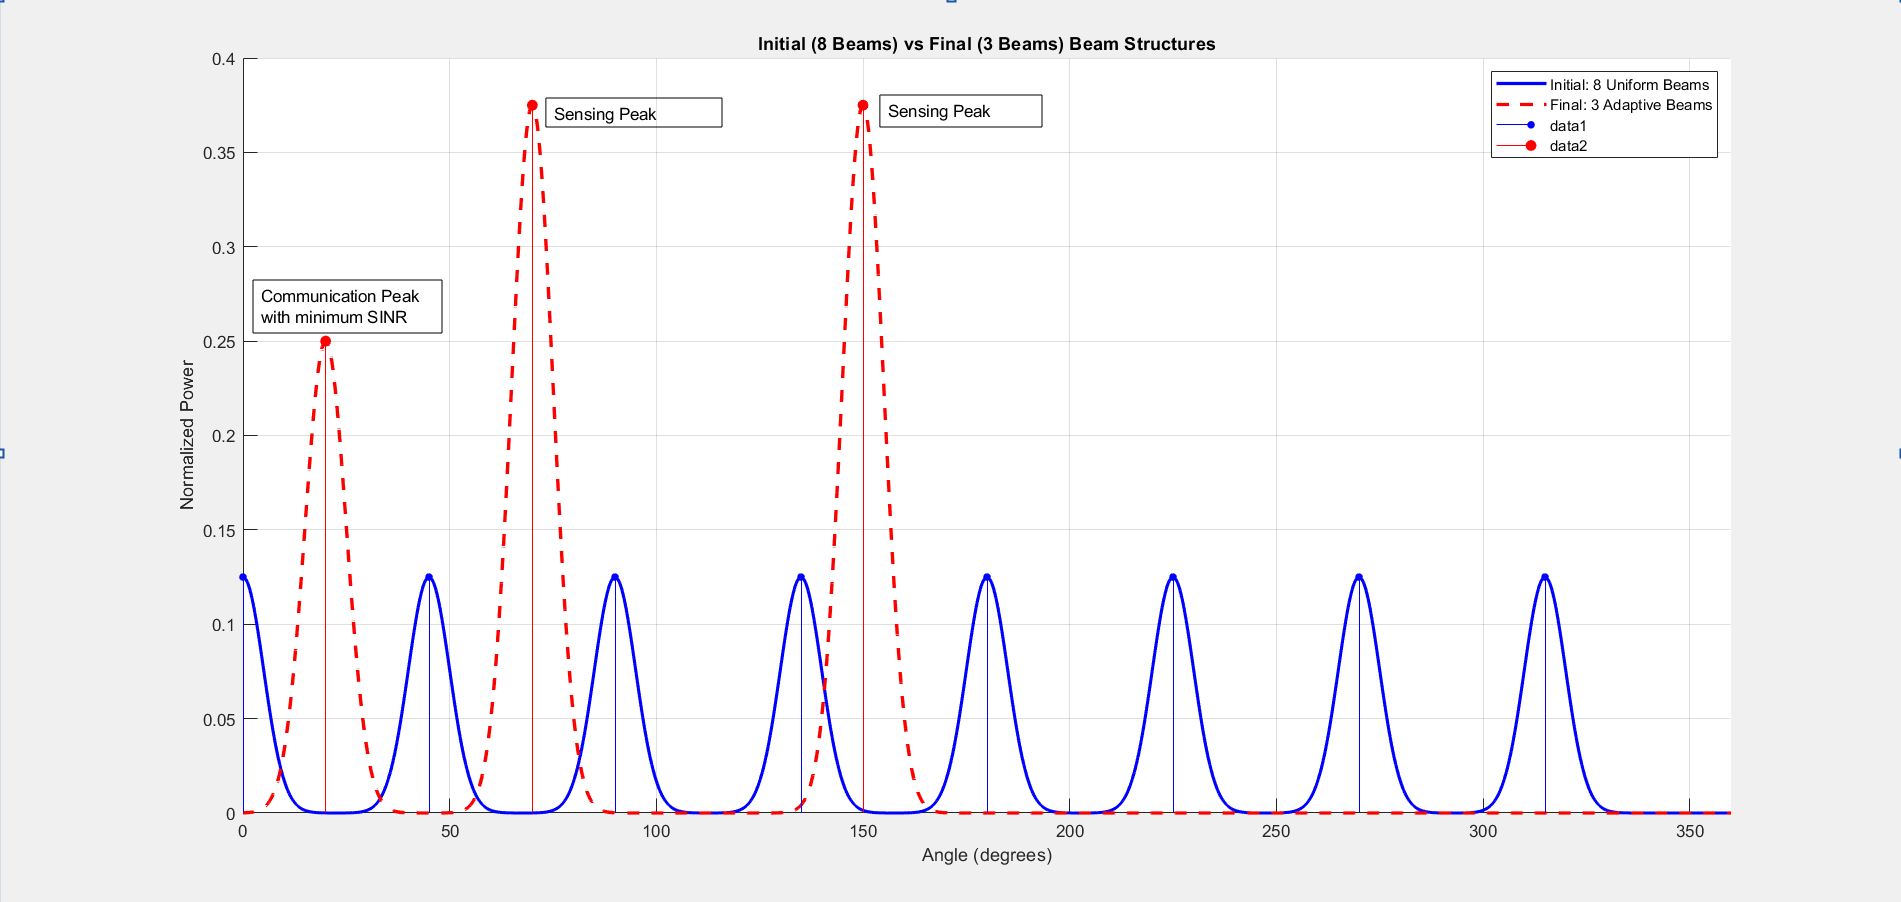 Initial (8 Beams) vs Final (3 Beams) Beam Structures
Initial: 8 Uniform Beams
Final: 3 Adaptive Beams
data1
data2
Sensing Peak
Sensing Peak
Communication Peak
with minimum SINR
Normalized Power
0.4
0.35
0.3
0.25
0.2
0.15
0.1
0.05
0
0 50 100 150 200 250 300 350
Angle (degrees)